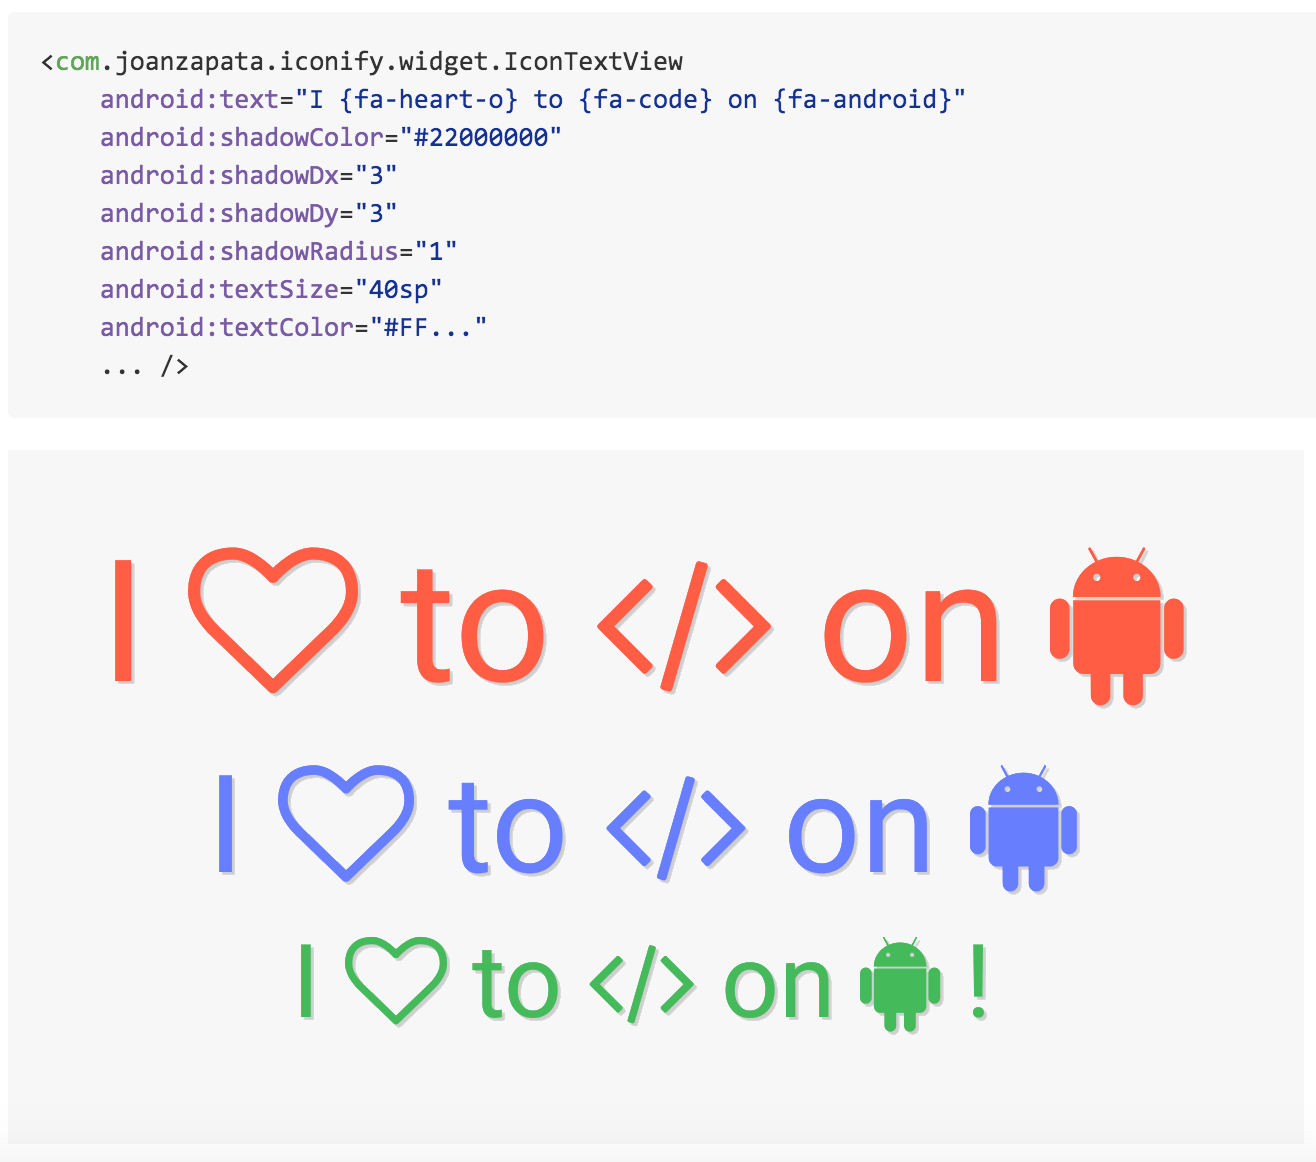 <com.joanzapata.iconify.widget.IconTextView
android:text="I {fa-heart-o} to {fa-code} on {fa-android}"
android:shadowColor="#22000000"
android:shadowDx="3"
android:shadowDy="3"
android:shadowRadius="1"
android:textSize="40sp"
android:textColor="#FF..."
... />
I ♡ to </> on
I ♡ to </> on
I ♡ to </> on !